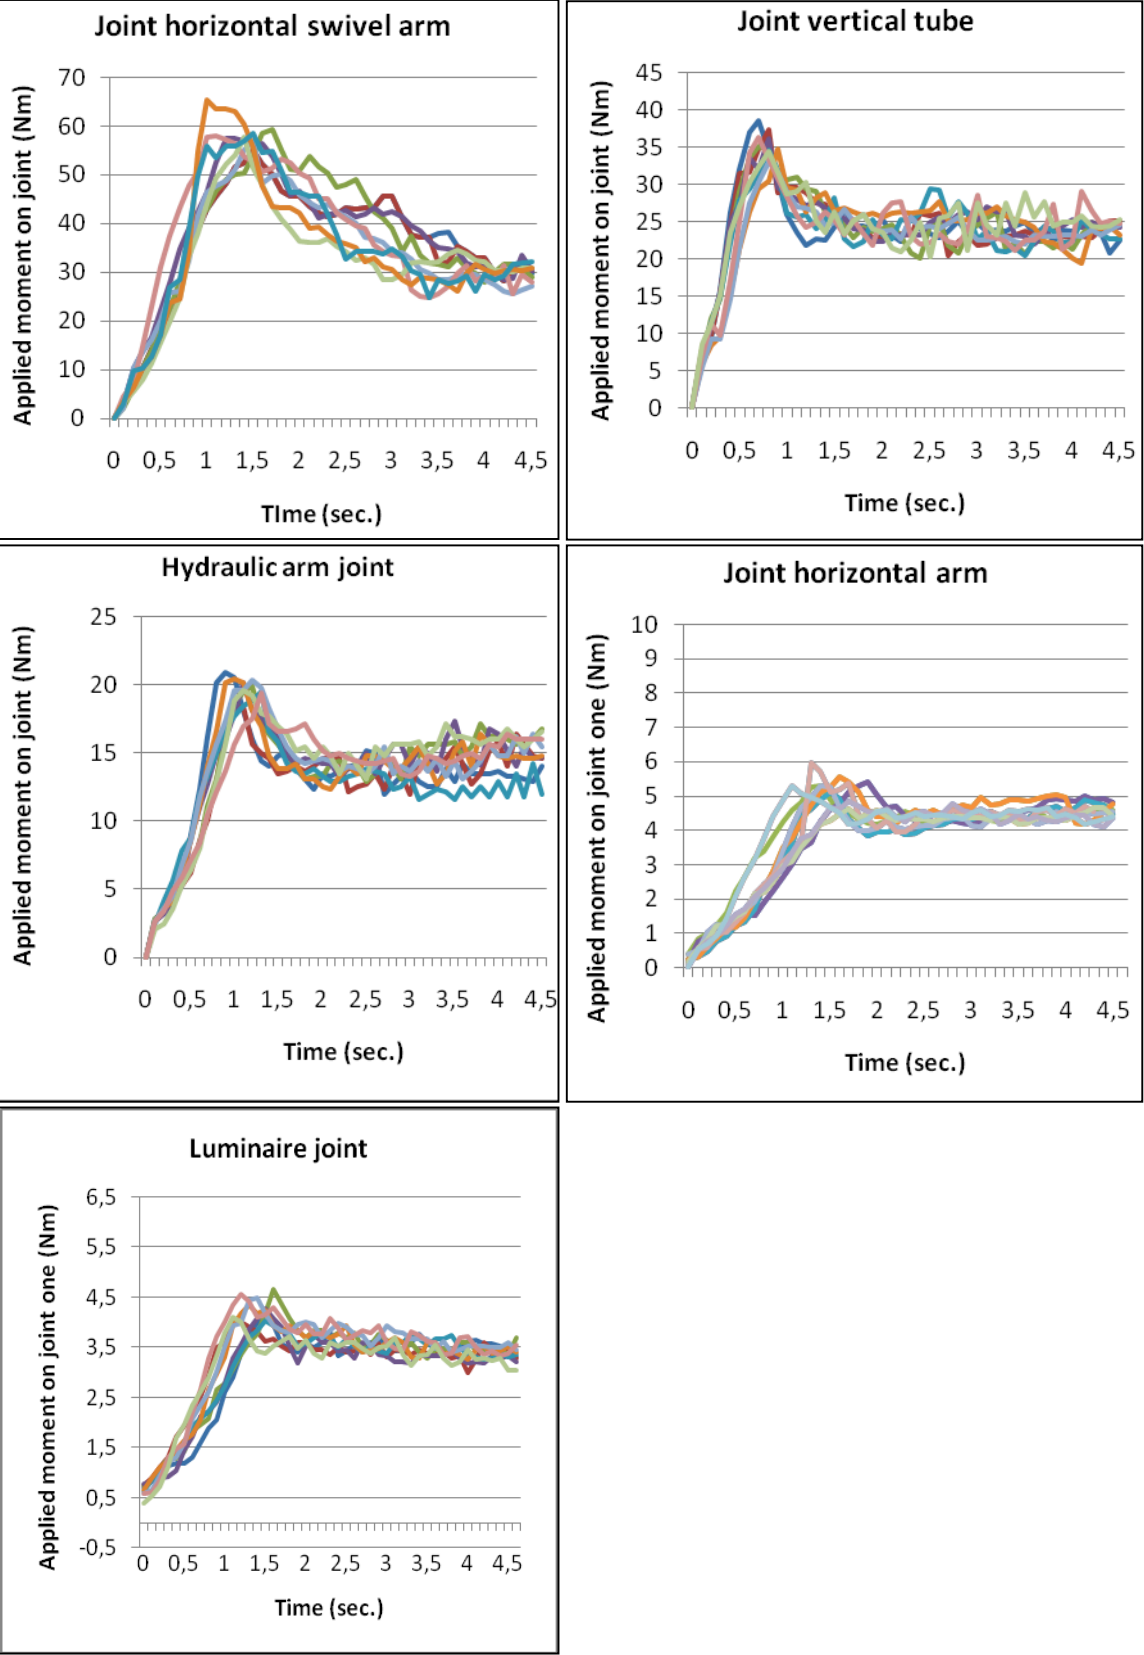 Joint horizontal swivel arm
Applied moment on joint (Nm)
70
60
50
40
30
20
10
0
0 0,5 1 1,5 2 2,5 3 3,5 4 4,5
TIme (sec.)
Joint vertical tube
Applied moment on joint (Nm)
45
40
35
30
25
20
15
10
5
0
0 0,5 1 1,5 2 2,5 3 3,5 4 4,5
Time (sec.)
Hydraulic arm joint
Applied moment on joint (Nm)
25
20
15
10
5
0
0 0,5 1 1,5 2 2,5 3 3,5 4 4,5
Time (sec.)
Joint horizontal arm
Applied moment on joint one (Nm)
10
9
8
7
6
5
4
3
2
1
0
0 0,5 1 1,5 2 2,5 3 3,5 4 4,5
Time (sec.)
Luminaire joint
Applied moment on joint one (Nm)
6,5
5,5
4,5
3,5
2,5
1,5
0,5
-0,5
0 0,5 1 1,5 2 2,5 3 3,5 4 4,5
Time (sec.)